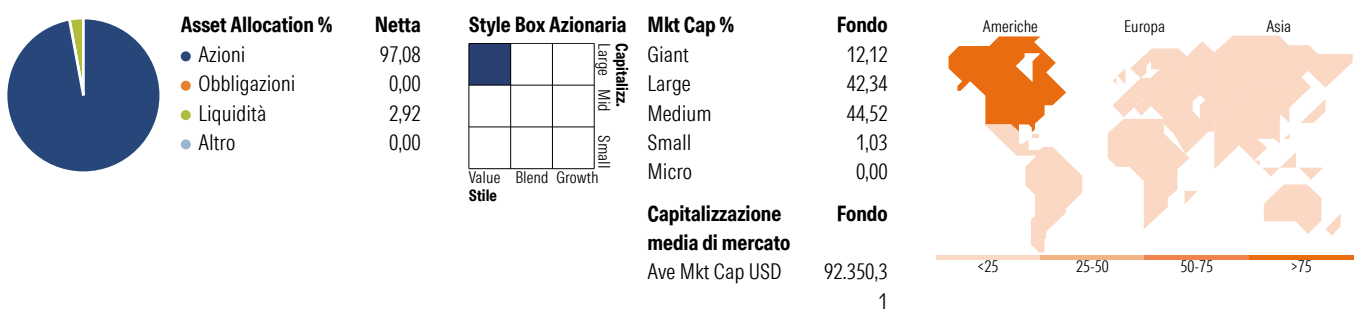 Asset Allocation % Netta
Azioni 97,08
Obbligazioni 0,00
Liquidità 2,92
Altro 0,00
Style Box Azionaria
Large Mid Small
Capitalizz.
Value Blend Growth
Stile
Mkt Cap % Fondo
Giant 12,12
Large 42,34
Medium 44,52
Small 1,03
Micro 0,00
Capitalizzazione Fondo
media di mercato
Ave Mkt Cap USD 92.350,3
1
Americhe Europa Asia
<25 25-50 50-75 >75